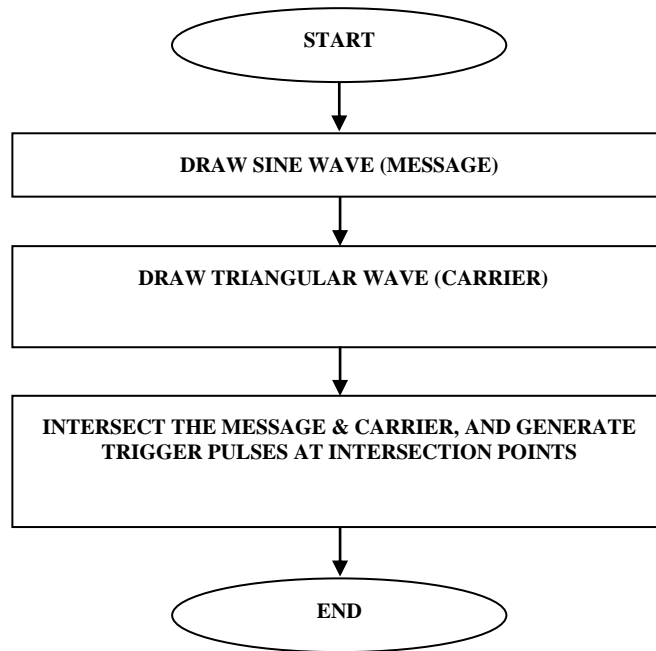 START
DRAW SINE WAVE (MESSAGE)
DRAW TRIANGULAR WAVE (CARRIER)
INTERSECT THE MESSAGE & CARRIER, AND GENERATE
TRIGGER PULSES AT INTERSECTION POINTS
END